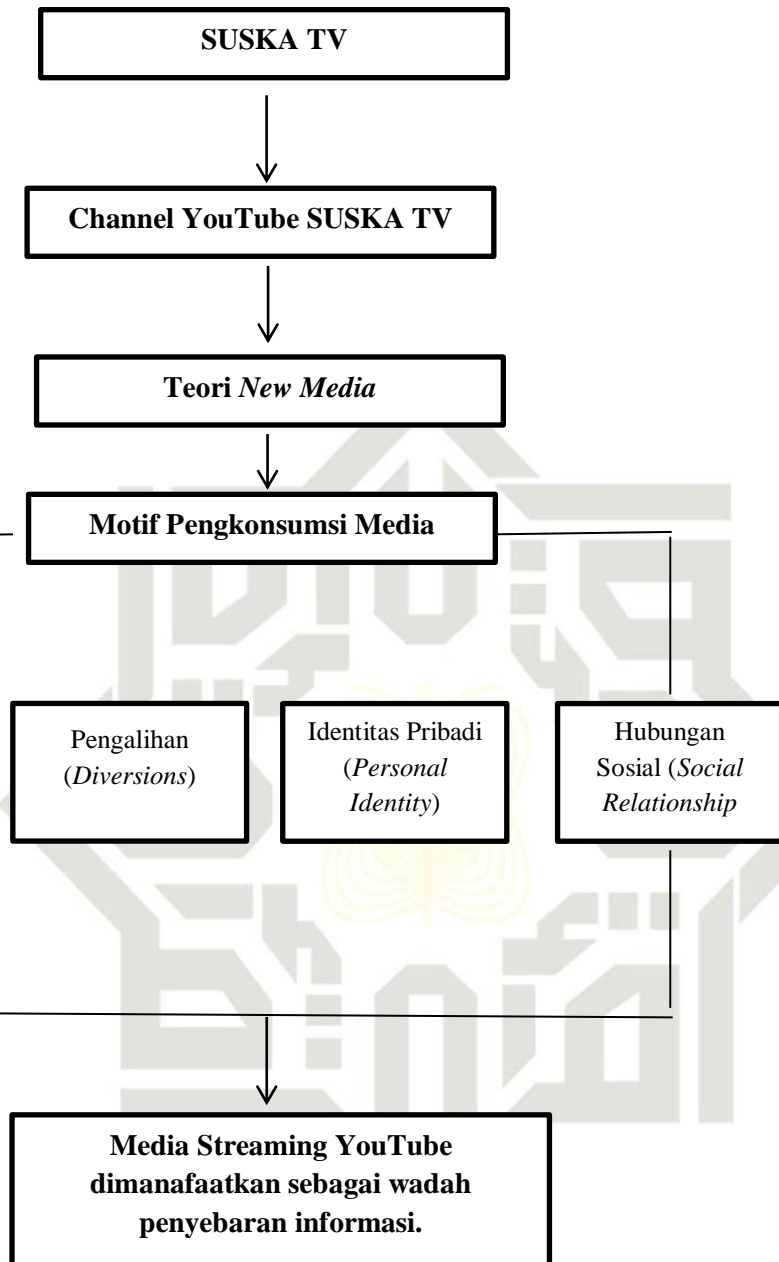 SUSKA TV
Channel YouTube SUSKA TV
Teori New Media
Motif Pengkonsumsi Media
Pengalihan
(Diversions)
Identitas Pribadi
(Personal
Identity)
Hubungan
Sosial (Social
Relationship
Media Streaming YouTube
dimanafaatkan sebagai wadah
penyebaran informasi.